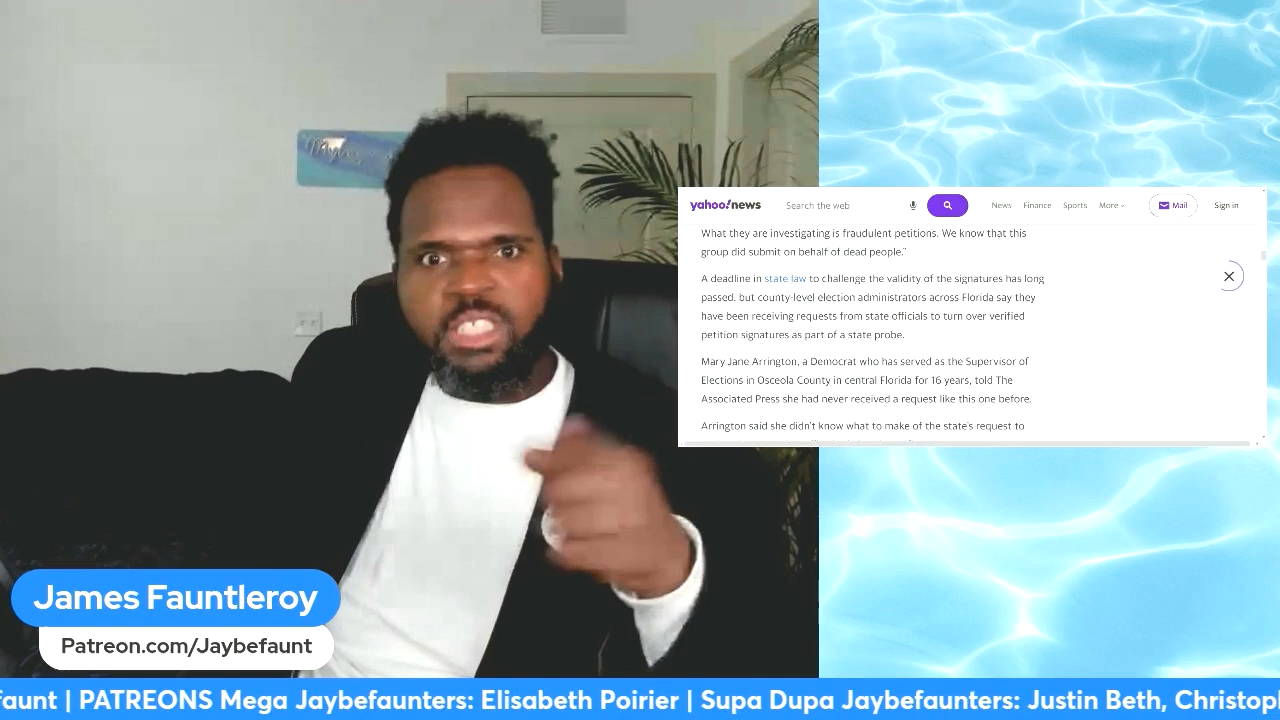 yahoo!news
Search the web
News Finance Sports More
Mail
Sign in
What they are investigating is fraudulent petitions. We know that this
group did submit on behalf of dead people."
A deadline in state law to challenge the validity of the signatures has long
passed, but county-level election administrators across Florida say they
have been receiving requests from state officials to turn over verified
petition signatures as part of a state probe.
Mary Jane Arrington, a Democrat who has served as the Supervisor of
Elections in Osceola County in central Florida for 16 years, told The
Associated Press she had never received a request like this one before.
Arrington said she didn't know what to make of the state's request to
James Fauntleroy
Patreon.com/Jaybefaunt
faunt | PATREONS Mega Jaybefaunters: Elisabeth Poirier | Supa Dupa Jaybefaunters: Justin Beth, Christoph